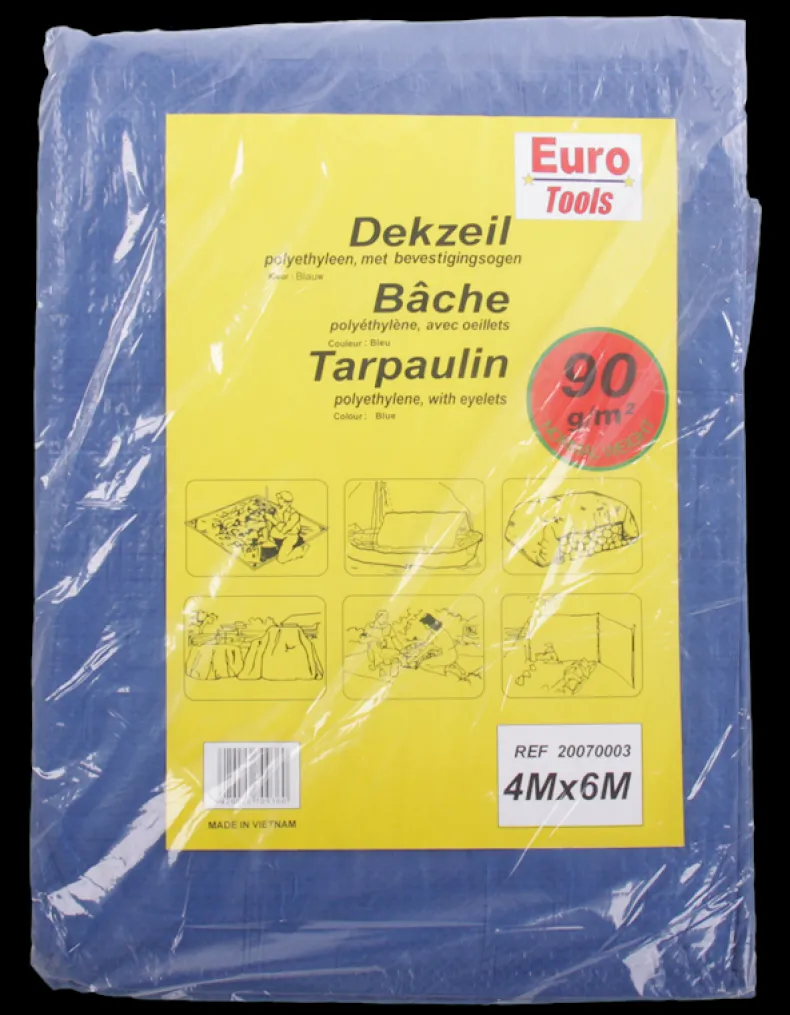 Euro
Tools
Dekzeil
polyethyleen, met bevestigingsogen
Kleur : Blauw
Bâche
polyéthylène, avec oeillets
Couleur : Bleu
Tarpaulin
polyethylene, with eyelets
Colour : Blue
90
g/m²
REF 20070003
4Mx6M
MADE IN VIETNAM